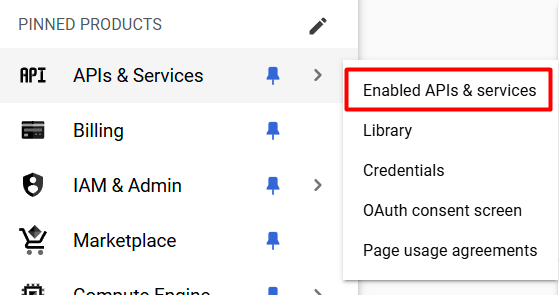 PINNED PRODUCTS
API APIs & Services
Enabled APIs & services
Billing
Library
Credentials
IAM & Admin
OAuth consent screen
Marketplace
Page usage agreements
Compute Engine